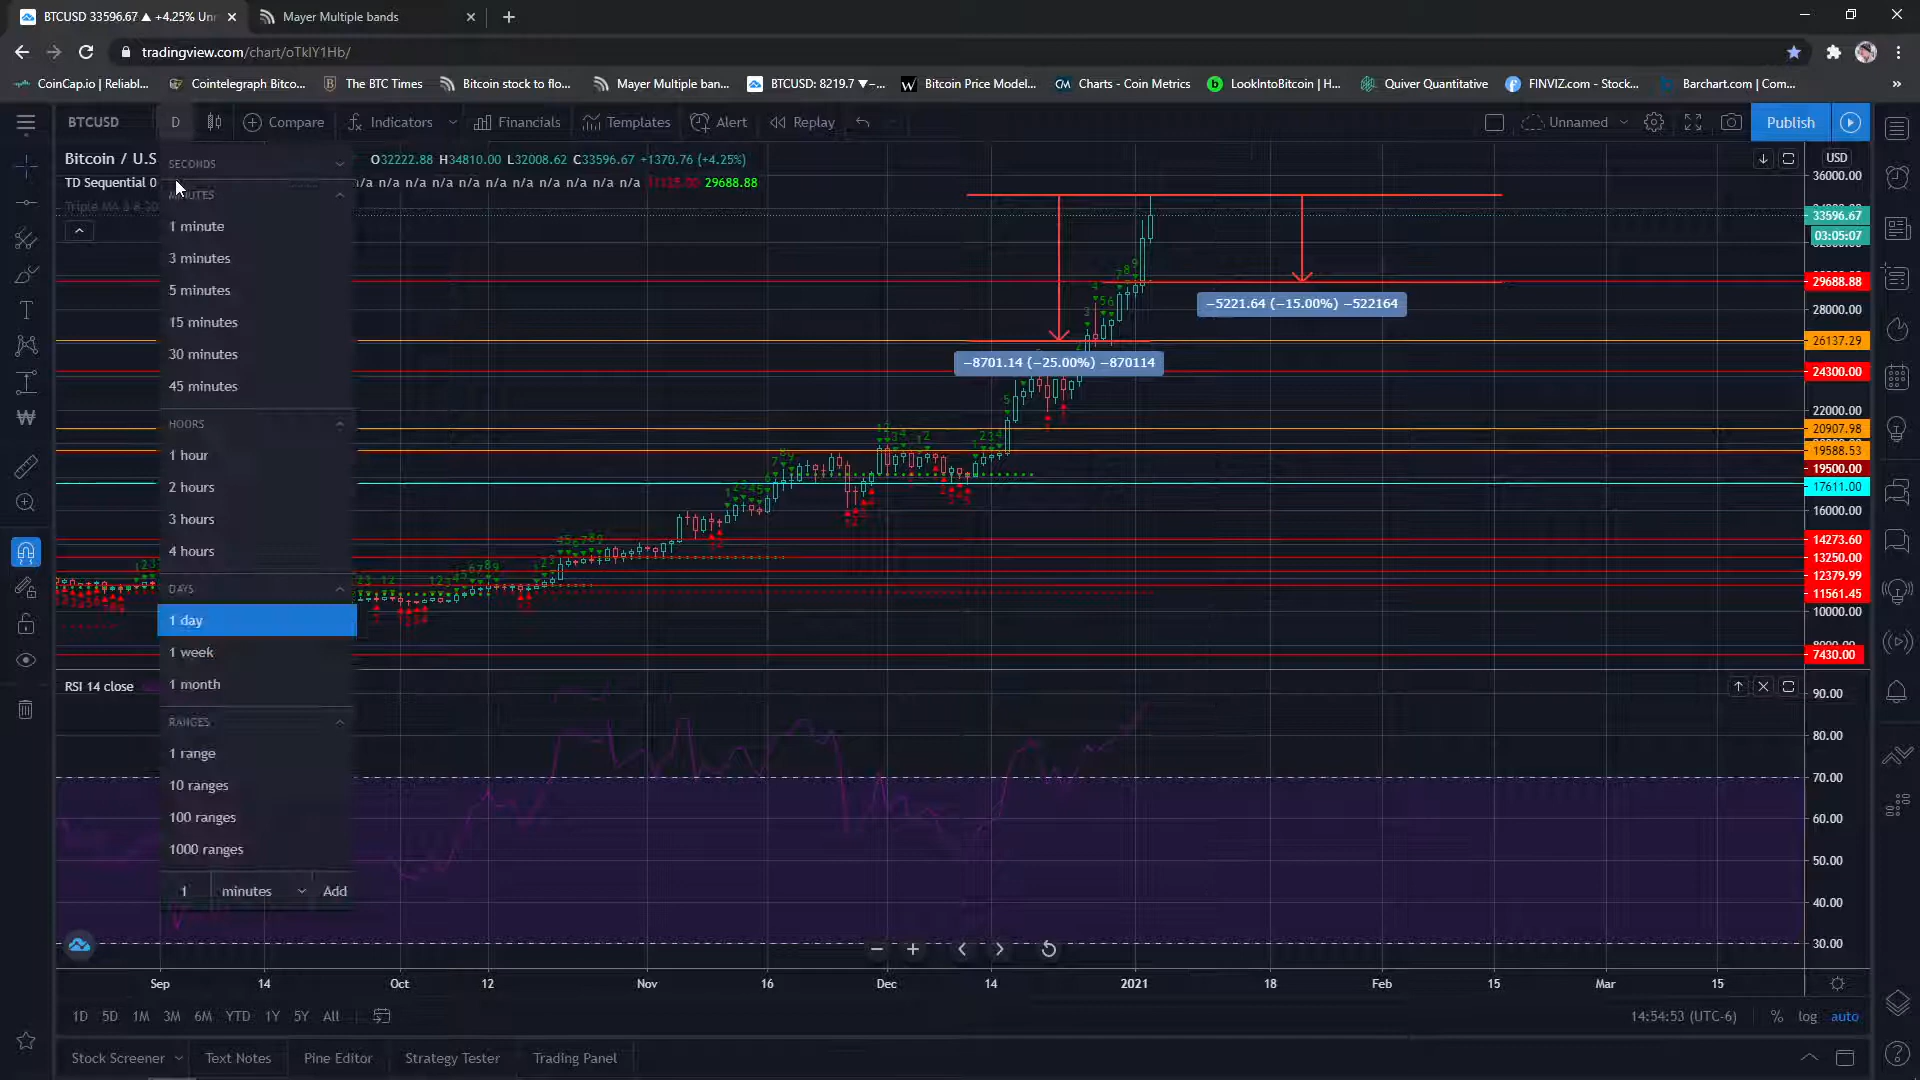 BTCUSD 33596.67 ▲ +4.25% Unn
Mayer Multiple bands
tradingview.com/chart/oTkIY1Hb/
CoinCap.io | Reliabl...
Cointelegraph Bitco...
The BTC Times
Bitcoin stock to flo...
Mayer Multiple ban...
BTCUSD: 8219.7 ▼−...
Bitcoin Price Model...
CM Charts - Coin Metrics
LookIntoBitcoin | H...
Quiver Quantitative
FINVIZ.com - Stock...
Barchart.com | Com...
»
BTCUSD
D
Compare
Indicators
Financials
Templates
Alert
Replay
Unnamed
Publish
Bitcoin / U.S
O32222.88 H34810.00 L32008.62 C33596.67 +1370.76 (+4.25%)
TD Sequential 0
n/a n/a n/a n/a n/a n/a n/a n/a n/a n/a 29688.88
SECONDS
MINUTES
1 minute
3 minutes
5 minutes
15 minutes
30 minutes
45 minutes
HOURS
1 hour
2 hours
3 hours
4 hours
DAYS
1 day
1 week
1 month
RANGES
1 range
10 ranges
100 ranges
1000 ranges
1 minutes Add
−5221.64 (−15.00%) −522164
−8701.14 (−25.00%) −870114
USD
36000.00
33596.67
03:05:07
29688.88
28000.00
26137.29
24300.00
22000.00
20907.98
19588.53
19500.00
17611.00
16000.00
14273.60
13250.00
12379.99
11561.45
10000.00
7430.00
RSI 14 close
90.00
80.00
70.00
60.00
50.00
40.00
30.00
Sep 14 Oct 12 Nov 16 Dec 14 2021 18 Feb 15 Mar 15
1D 5D 1M 3M 6M YTD 1Y 5Y All
14:54:53 (UTC-6) % log auto
Stock Screener Text Notes Pine Editor Strategy Tester Trading Panel